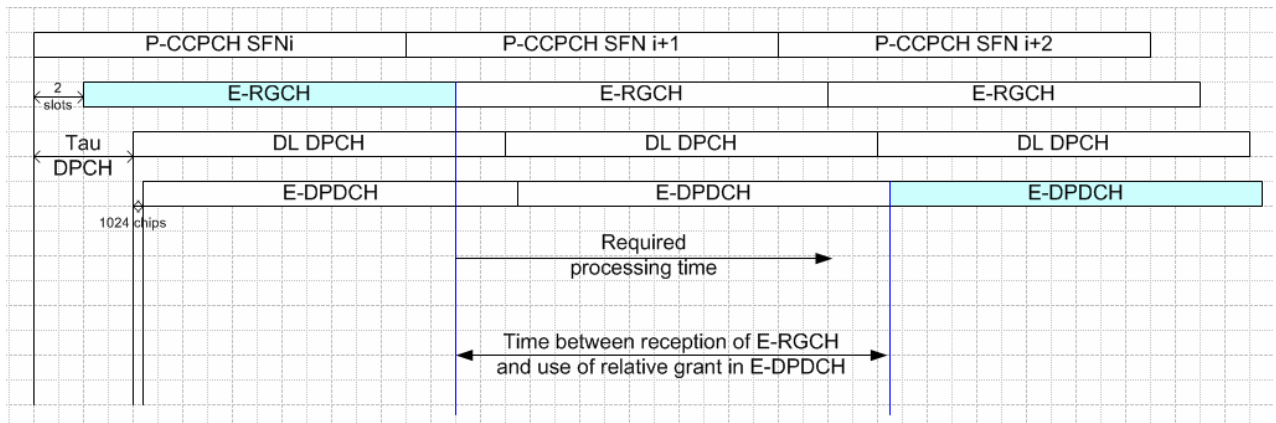 P-CCPCH SFNi
P-CCPCH SFN i+1
P-CCPCH SFN i+2
2
slots
E-RGCH
E-RGCH
E-RGCH
Tau
DPCH
DL DPCH
DL DPCH
DL DPCH
E-DPDCH
E-DPDCH
E-DPDCH
1024 chips
Required
processing time
Time between reception of E-RGCH
and use of relative grant in E-DPDCH